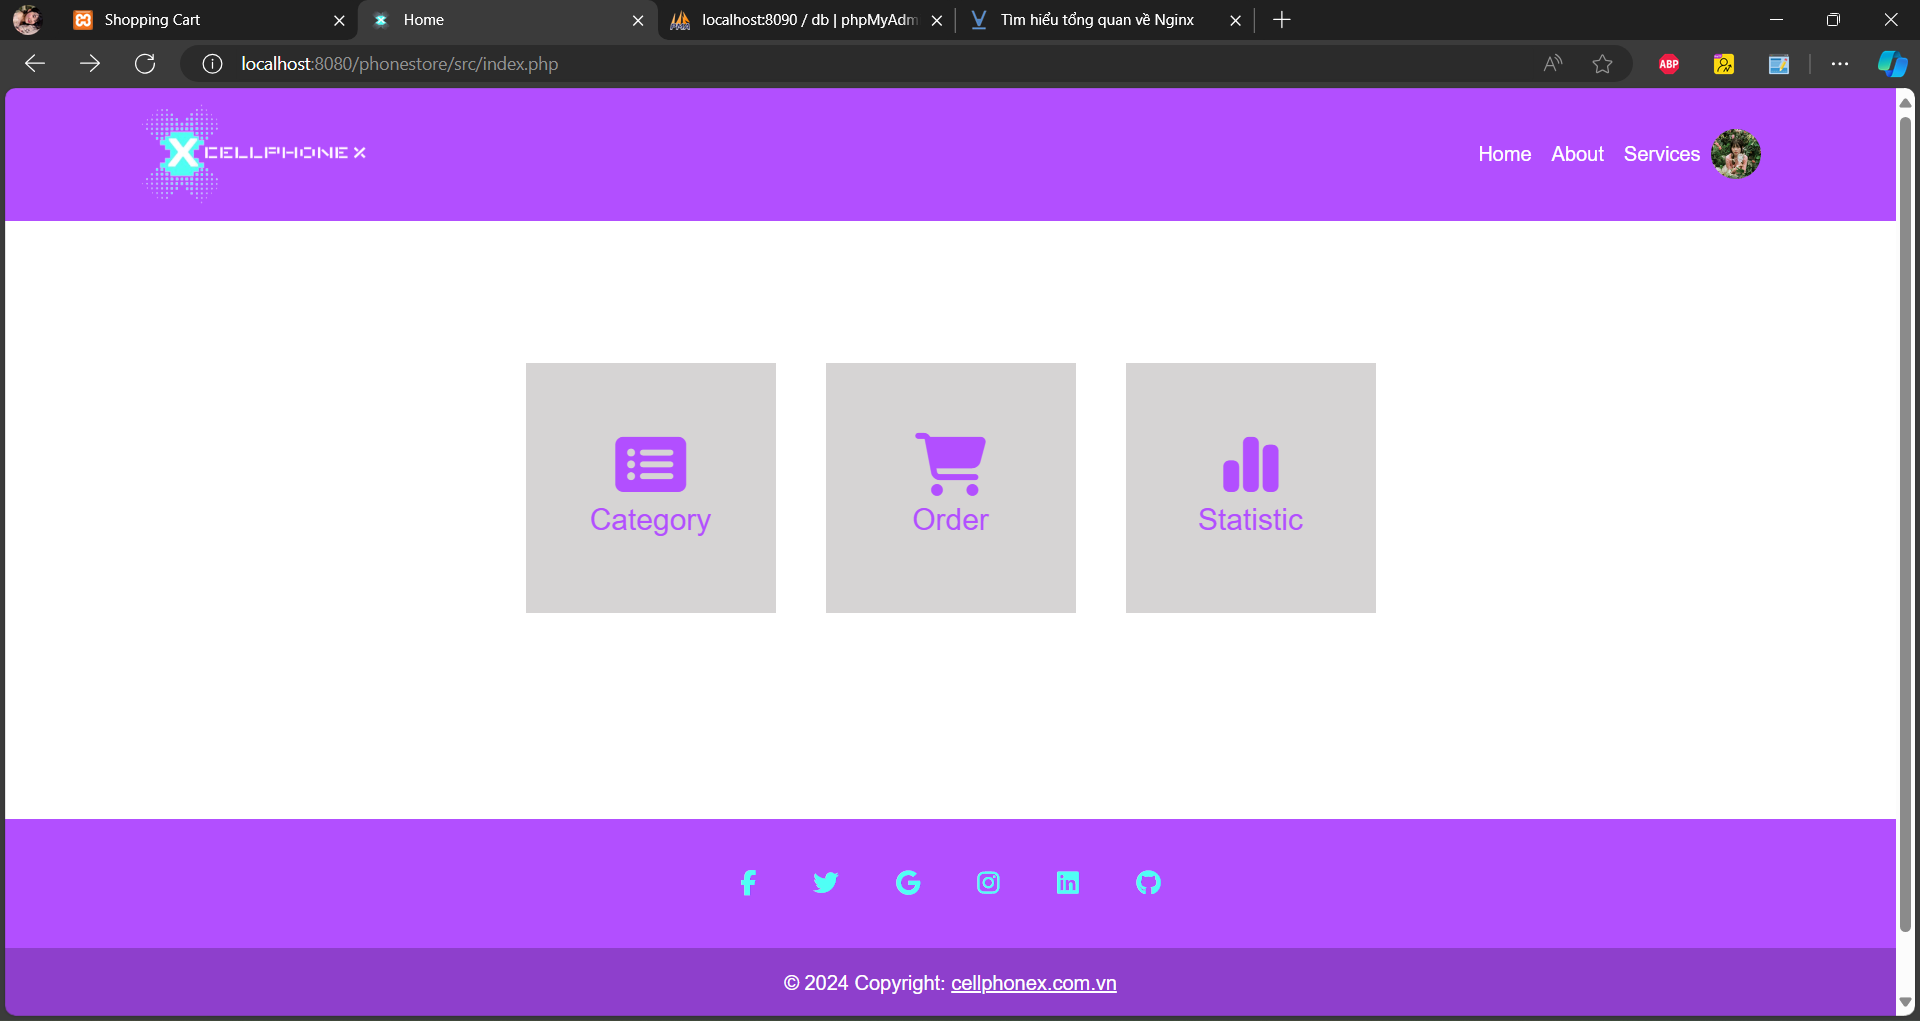 Shopping Cart
Home
localhost:8090 / db | phpMyAdm
Tìm hiểu tổng quan về Nginx
localhost:8080/phonestore/src/index.php
ABP
X CELLPHONE X
Home About Services
Category
Order
Statistic
© 2024 Copyright: cellphonex.com.vn